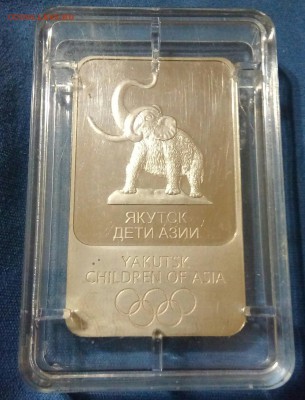 ЯКУТСК
ДЕТИ АЗИИ
YAKUTSK
CHILDREN OF ASIA